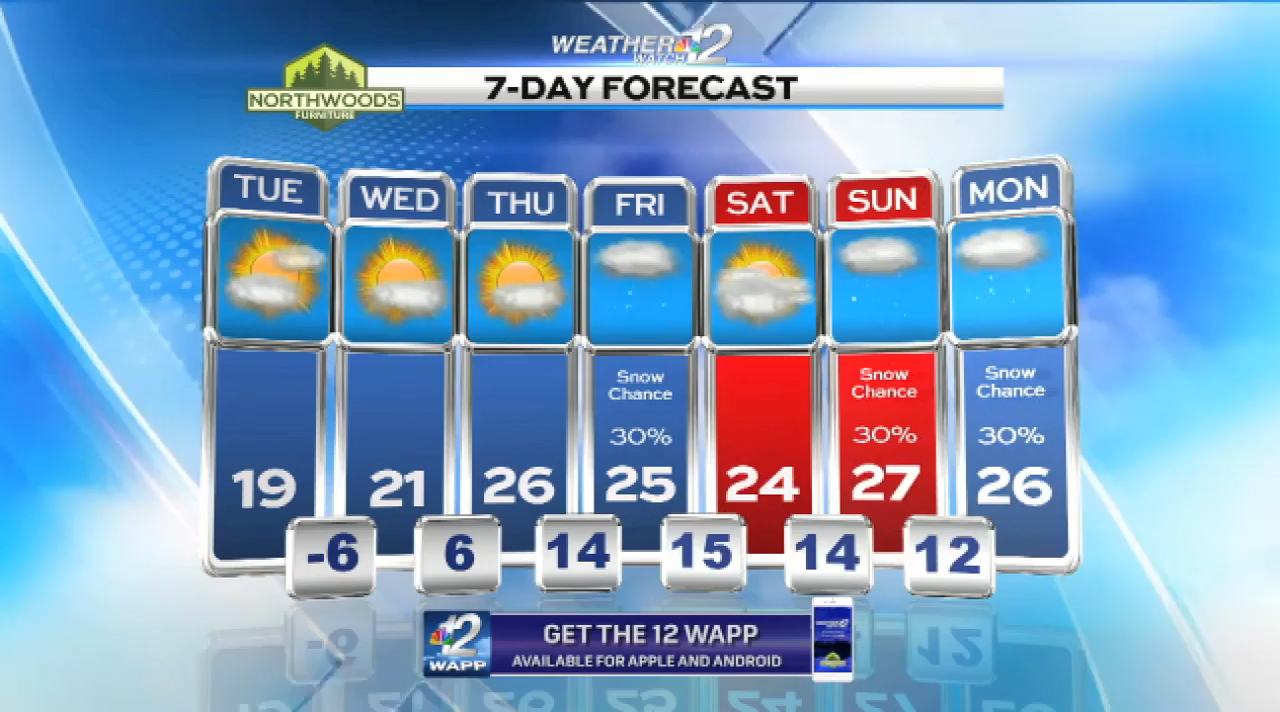 WEATHER 12
WATCH
7-DAY FORECAST
NORTHWOODS
FURNITURE
TUE WED THU FRI SAT SUN MON
Snow Chance 30%
Snow Chance 30%
Snow Chance 30%
19 21 26 25 24 27 26
-6 6 14 15 14 12
12
WAPP
GET THE 12 WAPP
AVAILABLE FOR APPLE AND ANDROID